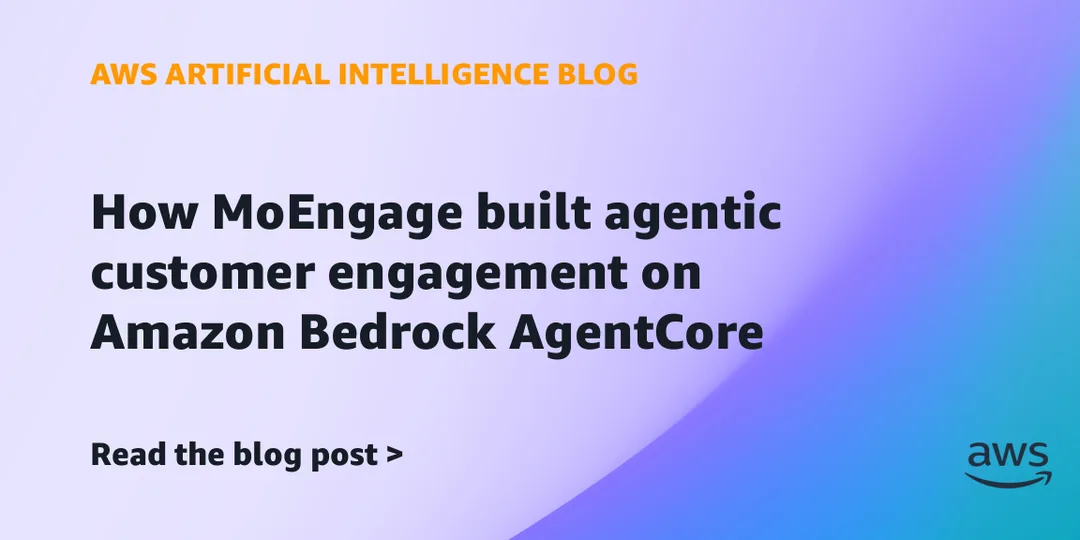 AWS ARTIFICIAL INTELLIGENCE BLOG
How MoEngage built agentic
customer engagement on
Amazon Bedrock AgentCore
Read the blog post >
aws